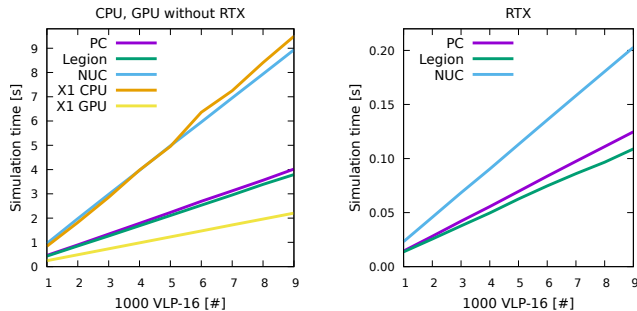 CPU, GPU without RTX
Simulation time [s]
9
8
7
6
5
4
3
2
1
0
PC
Legion
NUC
X1 CPU
X1 GPU
1 2 3 4 5 6 7 8 9
1000 VLP-16 [#]
RTX
Simulation time [s]
0.20
0.15
0.10
0.05
0.00
PC
Legion
NUC
1 2 3 4 5 6 7 8 9
1000 VLP-16 [#]